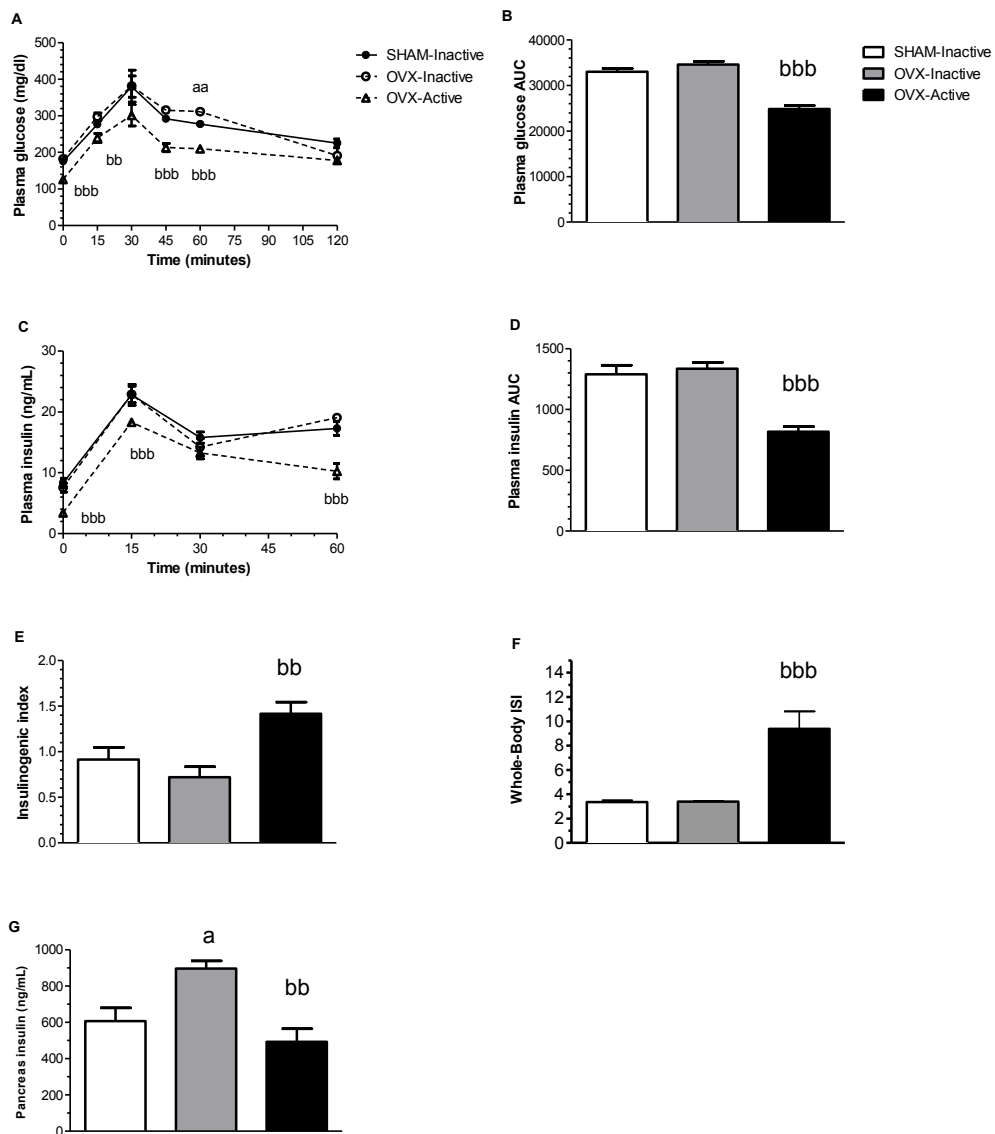 A
Plasma glucose (mg/dl)
500
400
300
200
100
0
aa
bb
bbb
bbb
bbb
0 15 30 45 60 75 90 105 120
Time (minutes)
SHAM-Inactive
OVX-Inactive
OVX-Active
B
Plasma glucose AUC
40000
30000
20000
10000
0
bbb
SHAM-Inactive
OVX-Inactive
OVX-Active
C
Plasma insulin (ng/mL)
30
20
10
0
bbb
bbb
bbb
0 15 30 45 60
Time (minutes)
D
Plasma insulin AUC
1500
1000
500
0
bbb
E
Insulinogenic index
2.0
1.5
1.0
0.5
0.0
bb
F
Whole-Body ISI
14
12
10
8
6
4
2
0
bbb
G
Pancreas insulin (ng/mL)
1000
800
600
400
200
0
a
bb